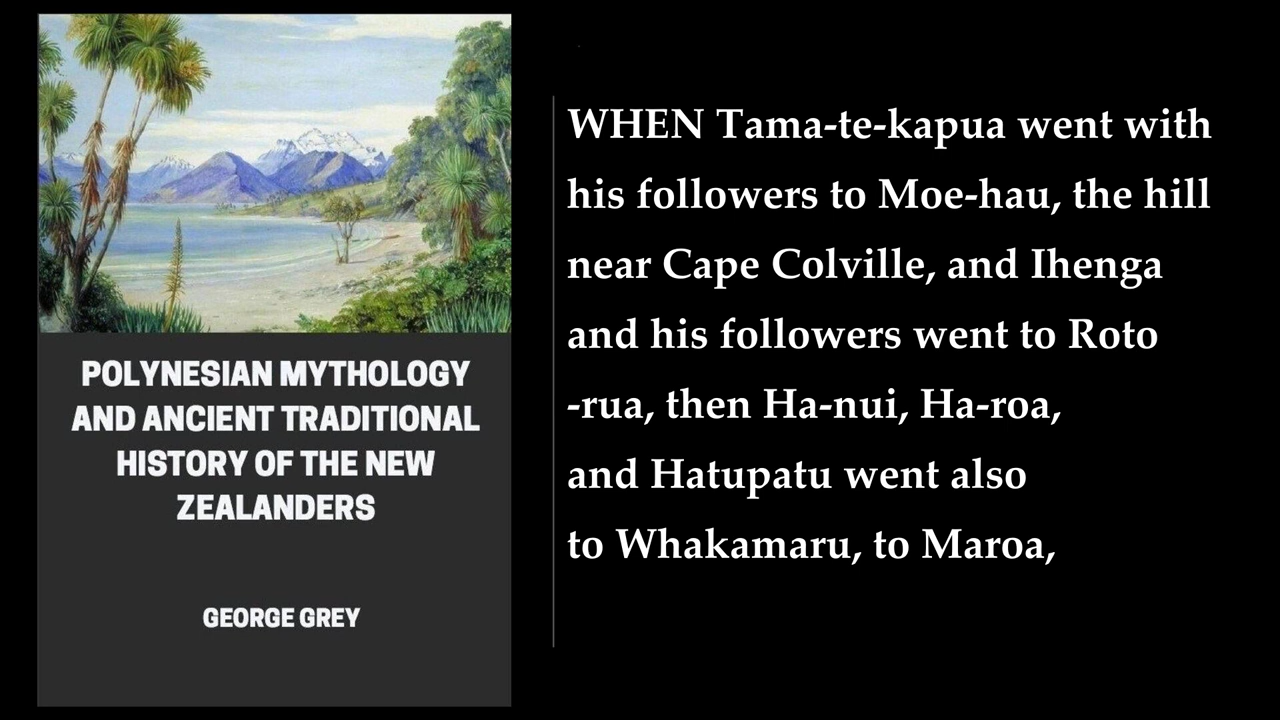 POLYNESIAN MYTHOLOGY
AND ANCIENT TRADITIONAL
HISTORY OF THE NEW
ZEALANDERS
GEORGE GREY
WHEN Tama-te-kapua went with
his followers to Moe-hau, the hill
near Cape Colville, and Ihenga
and his followers went to Roto
-rua, then Ha-nui, Ha-roa,
and Hatupatu went also
to Whakamaru, to Maroa,